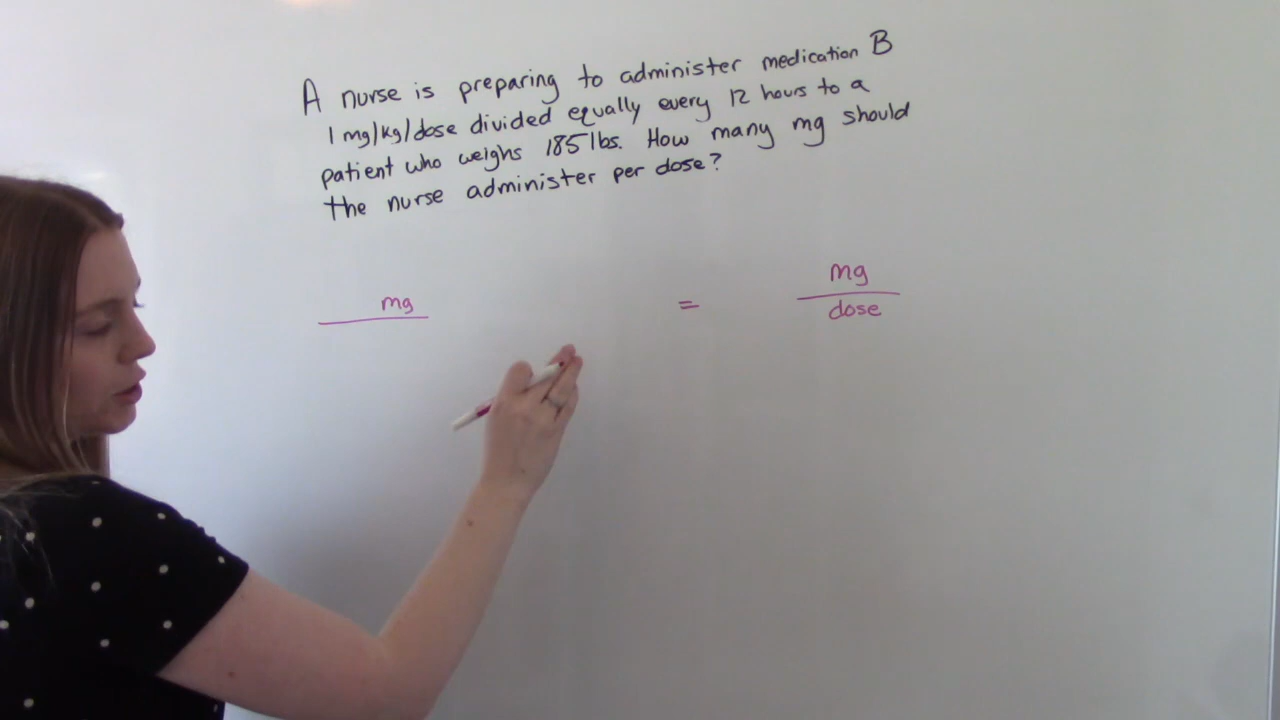 A nurse is preparing to administer medication B
1 mg/kg/dose divided equally every 12 hours to a
patient who weighs 185 lbs. How many mg should
the nurse administer per dose?
mg
=
mg
dose